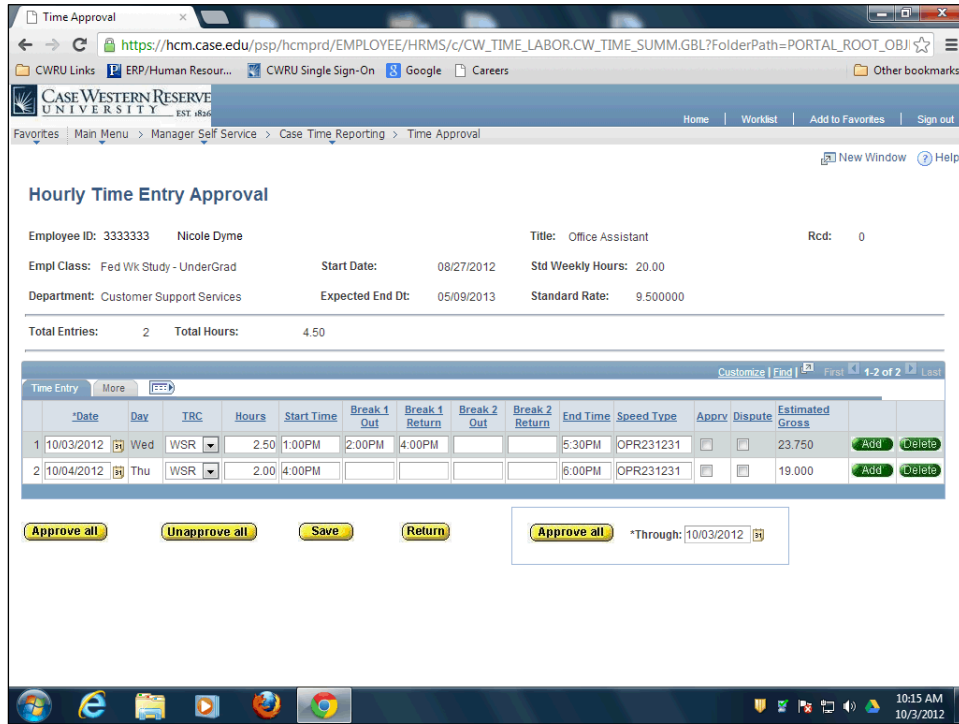 Time Approval
https://hcm.case.edu/psp/hcmprd/EMPLOYEE/HRMS/c/CW_TIME_LABOR.CW_TIME_SUMM.GBL?FolderPath=PORTAL_ROOT_OBJ
CWRU Links ERP/Human Resour... CWRU Single Sign-On Google Careers Other bookmarks
CASE WESTERN RESERVE
UNIVERSITY EST. 1826
Home | Worklist | Add to Favorites | Sign out
Favorites Main Menu > Manager Self Service > Case Time Reporting > Time Approval
New Window Help
Hourly Time Entry Approval
Employee ID: 3333333 Nicole Dyme Title: Office Assistant Rcd: 0
Empl Class: Fed Wk Study - UnderGrad Start Date: 08/27/2012 Std Weekly Hours: 20.00
Department: Customer Support Services Expected End Dt: 05/09/2013 Standard Rate: 9.500000
Total Entries: 2 Total Hours: 4.50
Customize | Find | First 1-2 of 2 Last
Time Entry More
*Date Day TRC Hours Start Time Break 1 Out Break 1 Return Break 2 Out Break 2 Return End Time Speed Type Apprv Dispute Estimated Gross
1 10/03/2012 Wed WSR 2.50 1:00PM 2:00PM 4:00PM 5:30PM OPR231231 23.750 Add Delete
2 10/04/2012 Thu WSR 2.00 4:00PM 6:00PM OPR231231 19.000 Add Delete
Approve all Unapprove all Save Return Approve all *Through: 10/03/2012
10:15 AM
10/3/2012